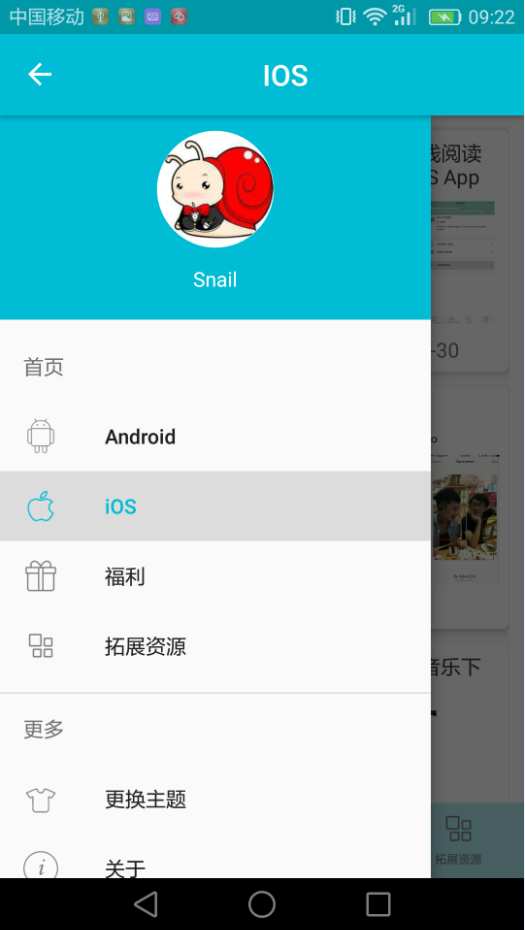 中国移动
2G
09:22
IOS
Snail
线阅读
S App
-30
首页
Android
iOS
福利
拓展资源
音乐下
更多
更换主题
关于
拓展资源